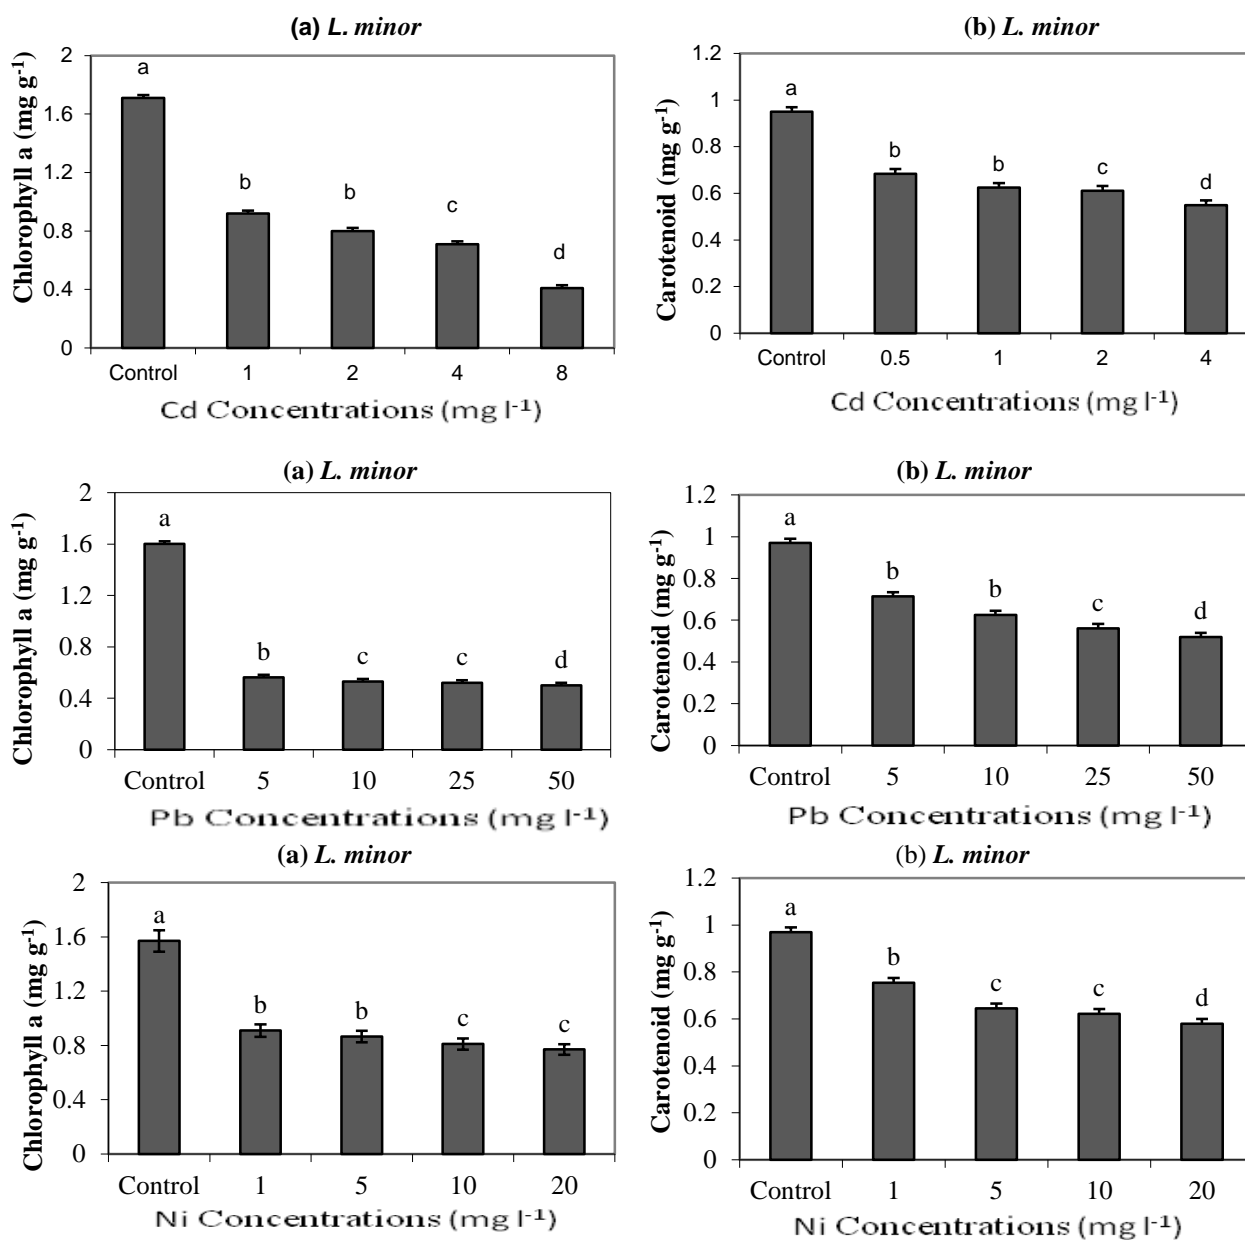 (a) L. minor
Chlorophyll a (mg g-1)
2
1.6
1.2
0.8
0.4
0
a
b
b
c
d
Control 1 2 4 8
Cd Concentrations (mg l-1)
(b) L. minor
Carotenoid (mg g-1)
1.2
1
0.8
0.6
0.4
0.2
0
a
b
b
c
d
Control 0.5 1 2 4
Cd Concentrations (mg l-1)
(a) L. minor
Chlorophyll a (mg g-1)
2
1.6
1.2
0.8
0.4
0
a
b
c
c
d
Control 5 10 25 50
Pb Concentrations (mg l-1)
(b) L. minor
Carotenoid (mg g-1)
1.2
1
0.8
0.6
0.4
0.2
0
a
b
b
c
d
Control 5 10 25 50
Pb Concentrations (mg l-1)
(a) L. minor
Chlorophyll a (mg g-1)
2
1.6
1.2
0.8
0.4
0
a
b
b
c
c
Control 1 5 10 20
Ni Concentrations (mg l-1)
(b) L. minor
Carotenoid (mg g-1)
1.2
1
0.8
0.6
0.4
0.2
0
a
b
c
c
d
Control 1 5 10 20
Ni Concentrations (mg l-1)